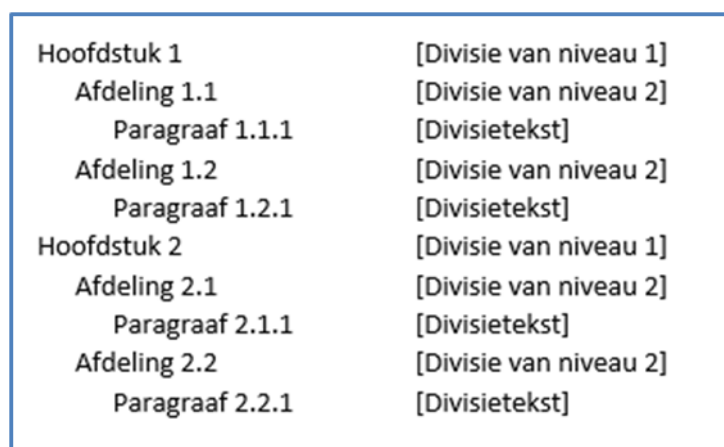 Hoofdstuk 1 [Divisie van niveau 1]
Afdeling 1.1 [Divisie van niveau 2]
Paragraaf 1.1.1 [Divisietekst]
Afdeling 1.2 [Divisie van niveau 2]
Paragraaf 1.2.1 [Divisietekst]
Hoofdstuk 2 [Divisie van niveau 1]
Afdeling 2.1 [Divisie van niveau 2]
Paragraaf 2.1.1 [Divisietekst]
Afdeling 2.2 [Divisie van niveau 2]
Paragraaf 2.2.1 [Divisietekst]